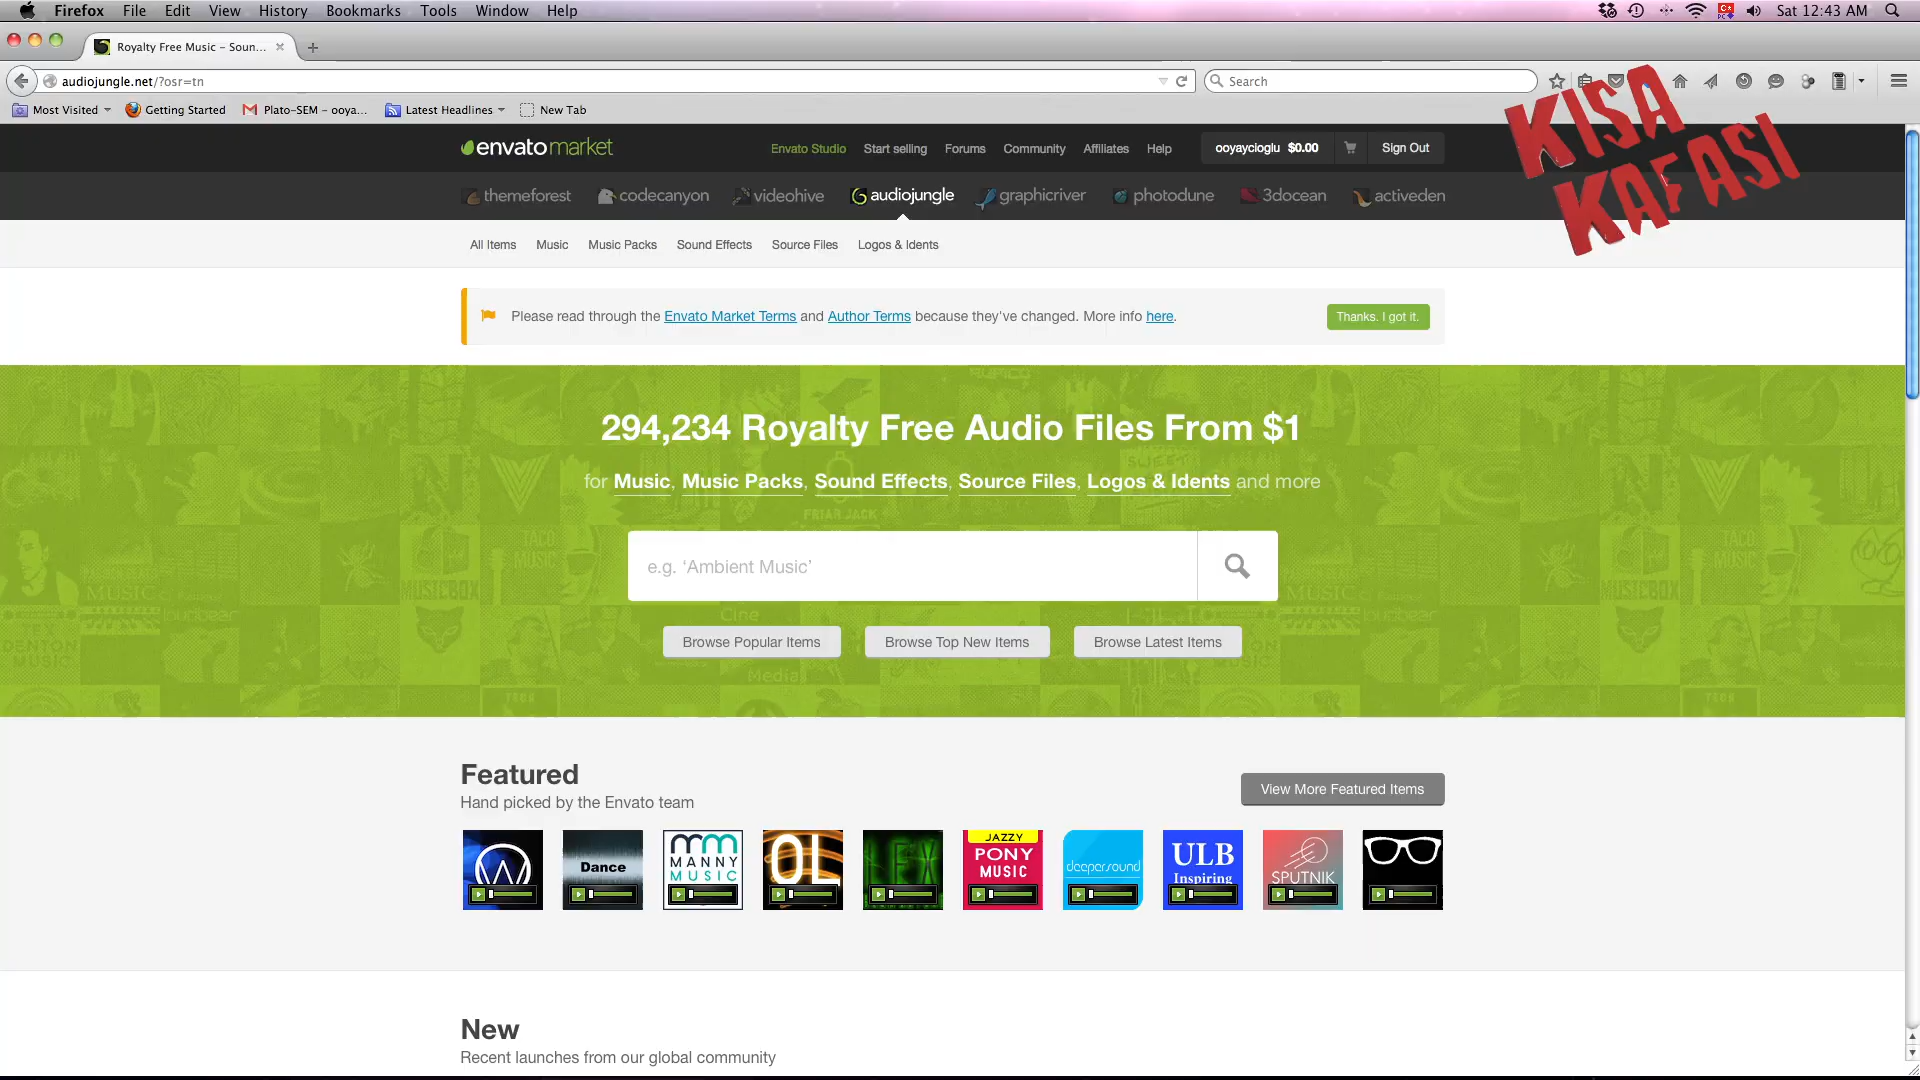 Firefox File Edit View History Bookmarks Tools Window Help Sat 12:43 AM
Royalty Free Music – Soun...
audiojungle.net/?osr=tn
Search
Most Visited Getting Started Plato-SEM – ooya... Latest Headlines New Tab
KISA
KAFASI
envatomarket Envato Studio Start selling Forums Community Affiliates Help ooyaycioglu $0.00 Sign Out
themeforest codecanyon videohive audiojungle graphicriver photodune 3docean activeden
All Items Music Music Packs Sound Effects Source Files Logos & Idents
Please read through the Envato Market Terms and Author Terms because they've changed. More info here. Thanks. I got it.
294,234 Royalty Free Audio Files From $1
for Music, Music Packs, Sound Effects, Source Files, Logos & Idents and more
e.g. ‘Ambient Music’
Browse Popular Items Browse Top New Items Browse Latest Items
Featured
Hand picked by the Envato team
View More Featured Items
Dance
MANNY
MUSIC
OL
LFX
JAZZY
PONY
MUSIC
deepersound
ULB
Inspiring
SPUTNIK
New
Recent launches from our global community